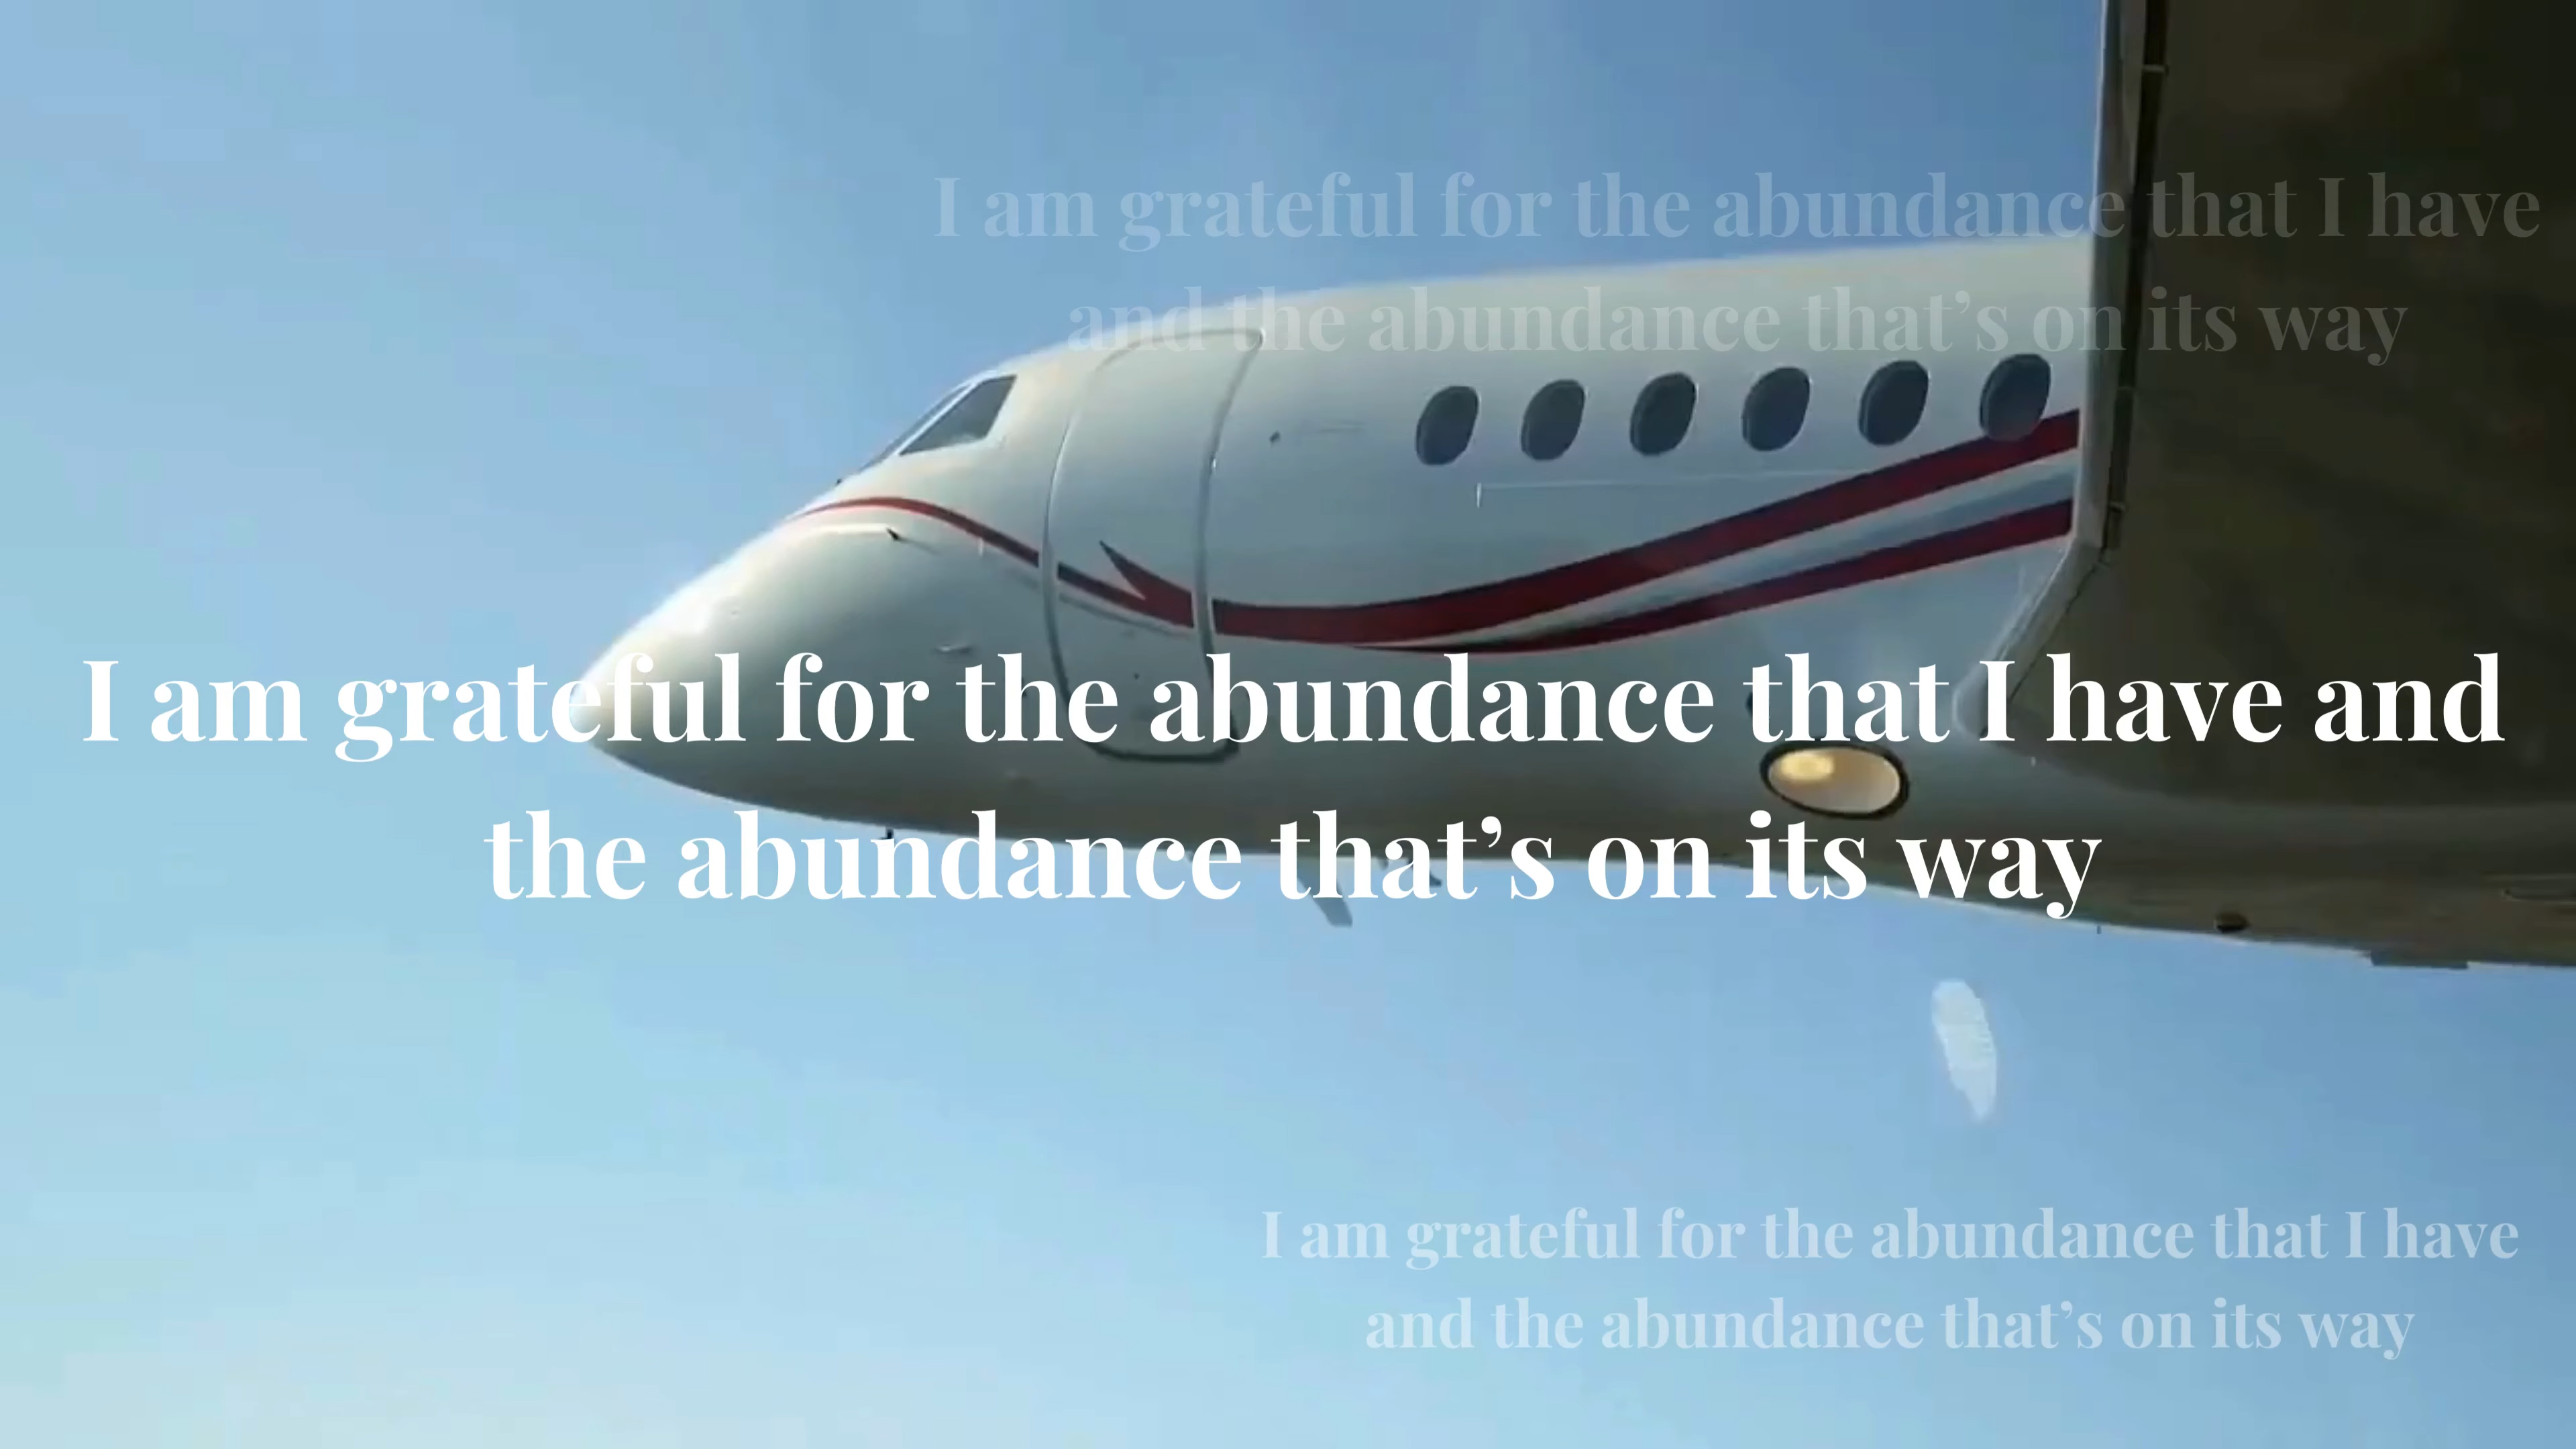 I am grateful for the abundance that I have
and the abundance that’s on its way
I am grateful for the abundance that I have and
the abundance that’s on its way
I am grateful for the abundance that I have
and the abundance that’s on its way